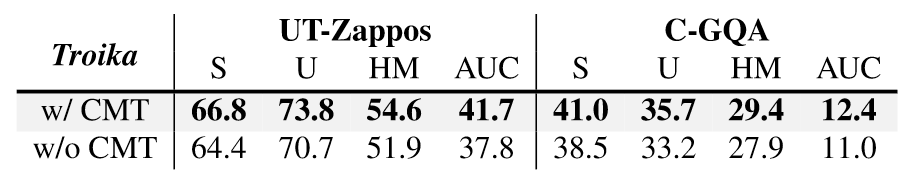 Troika UT-Zappos C-GQA
S U HM AUC S U HM AUC
w/ CMT 66.8 73.8 54.6 41.7 41.0 35.7 29.4 12.4
w/o CMT 64.4 70.7 51.9 37.8 38.5 33.2 27.9 11.0